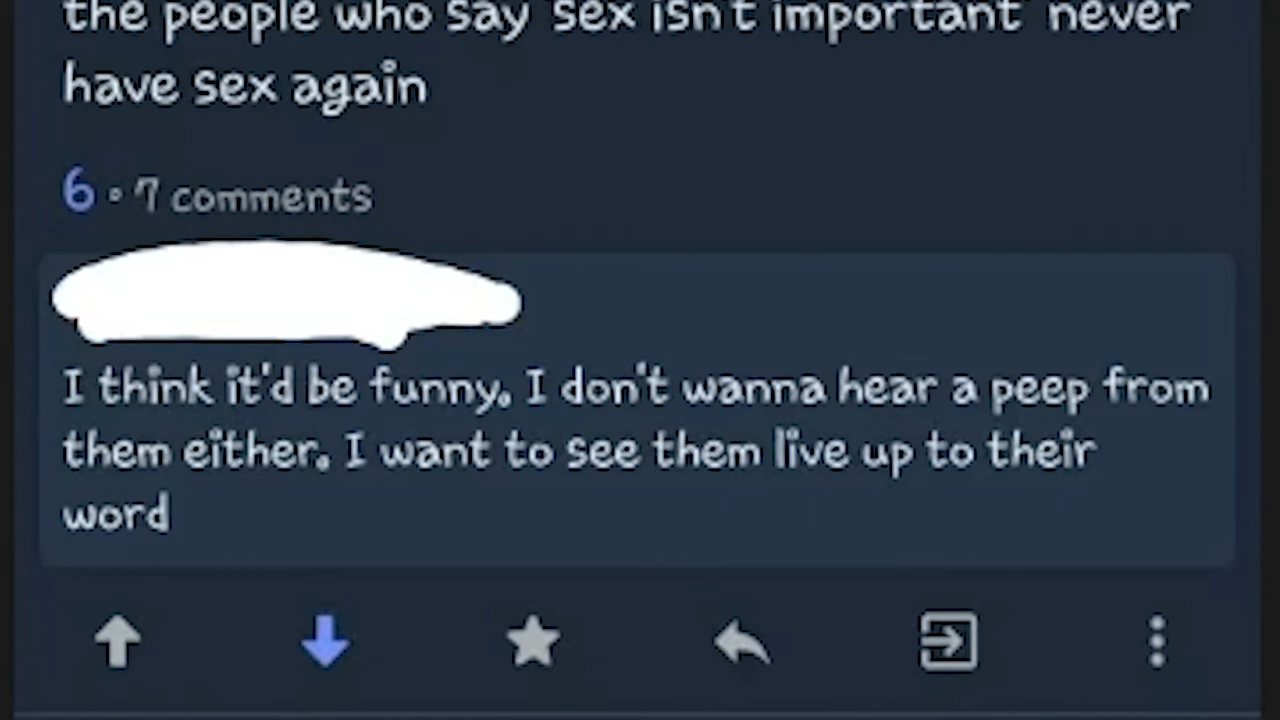 the people who say 'sex isn't important' never
have sex again
6 • 7 comments
I think it'd be funny. I don't wanna hear a peep from
them either. I want to see them live up to their
word